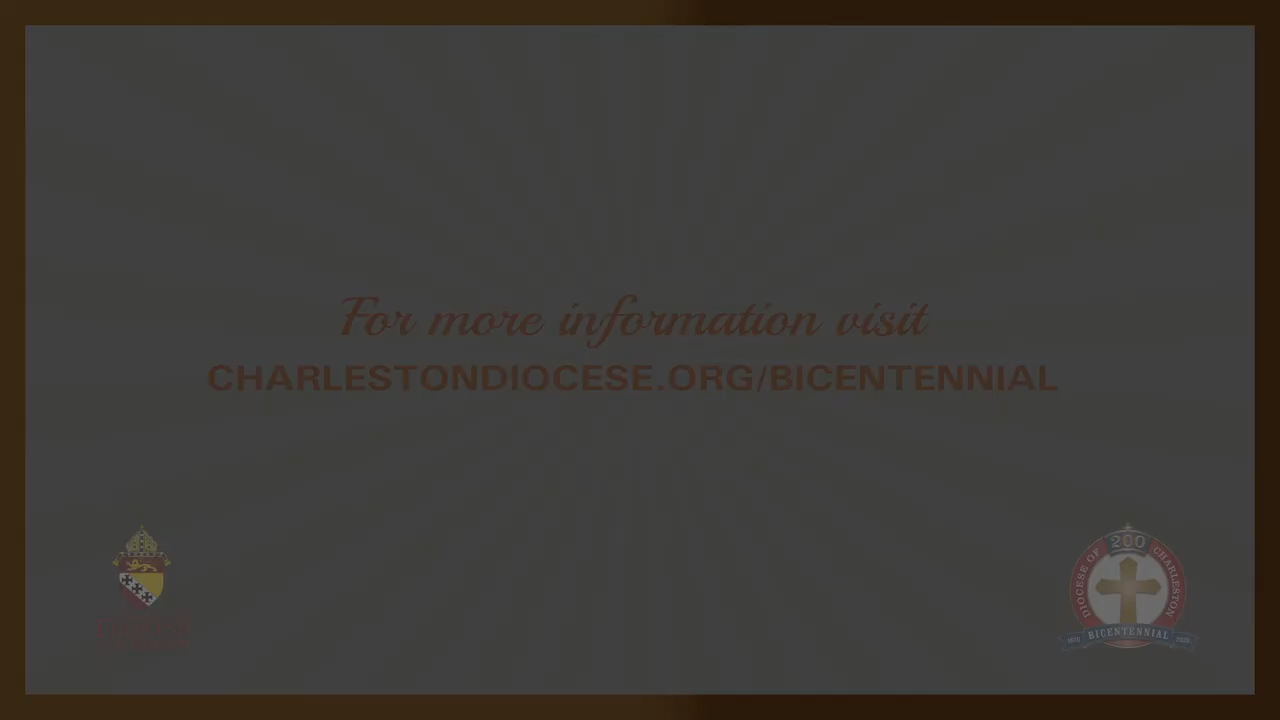 For more information visit
CHARLESTONDIOCESE.ORG/BICENTENNIAL
200
DIOCESE OF CHARLESTON
BICENTENNIAL